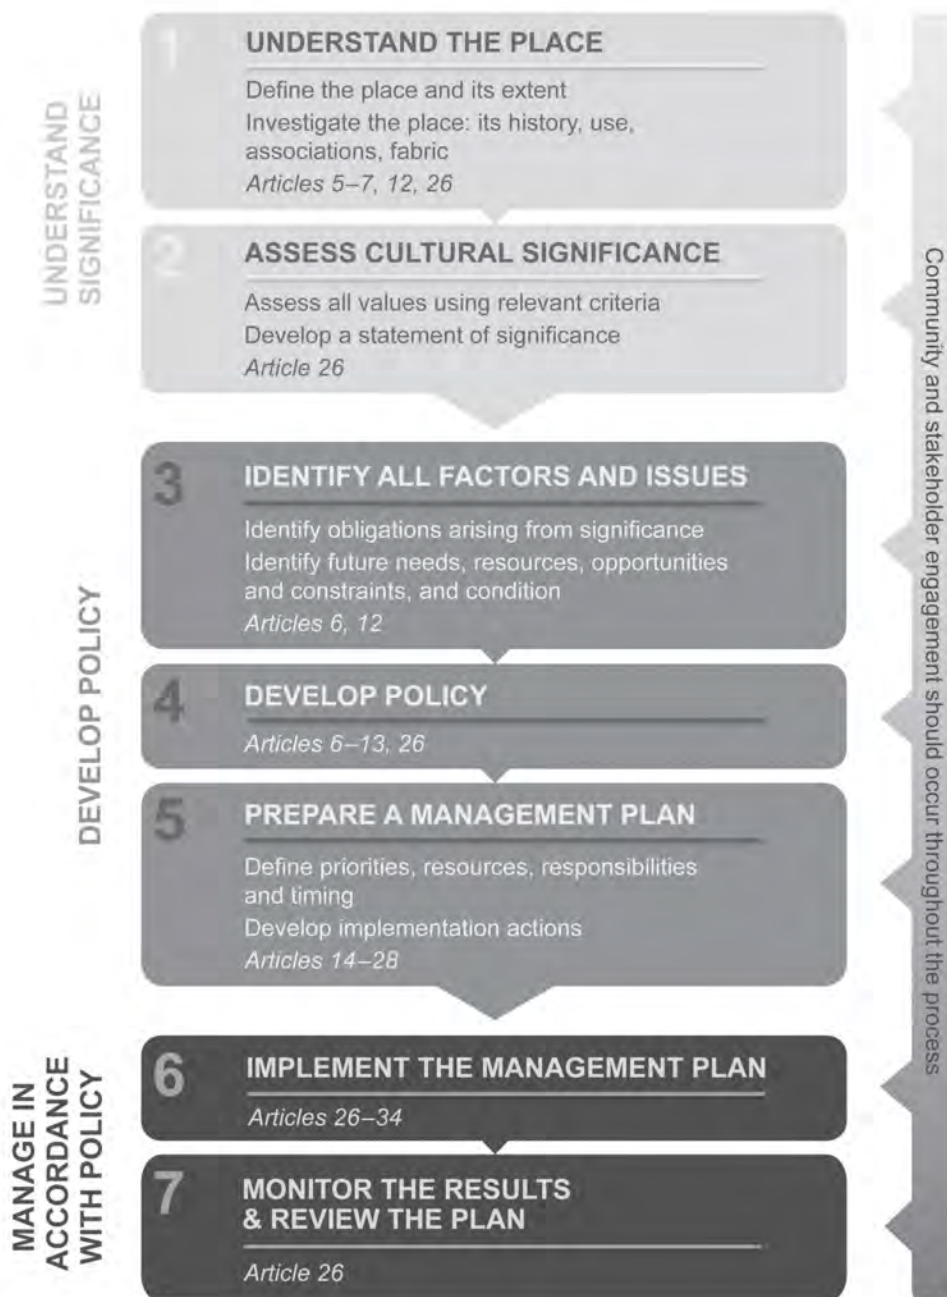 UNDERSTAND
SIGNIFICANCE
1
UNDERSTAND THE PLACE
Define the place and its extent
Investigate the place: its history, use,
associations, fabric
Articles 5–7, 12, 26
2
ASSESS CULTURAL SIGNIFICANCE
Assess all values using relevant criteria
Develop a statement of significance
Article 26
DEVELOP POLICY
3
IDENTIFY ALL FACTORS AND ISSUES
Identify obligations arising from significance
Identify future needs, resources, opportunities
and constraints, and condition
Articles 6, 12
4
DEVELOP POLICY
Articles 6–13, 26
5
PREPARE A MANAGEMENT PLAN
Define priorities, resources, responsibilities
and timing
Develop implementation actions
Articles 14–28
MANAGE IN
ACCORDANCE
WITH POLICY
6
IMPLEMENT THE MANAGEMENT PLAN
Articles 26–34
7
MONITOR THE RESULTS
& REVIEW THE PLAN
Article 26
Community and stakeholder engagement should occur throughout the process